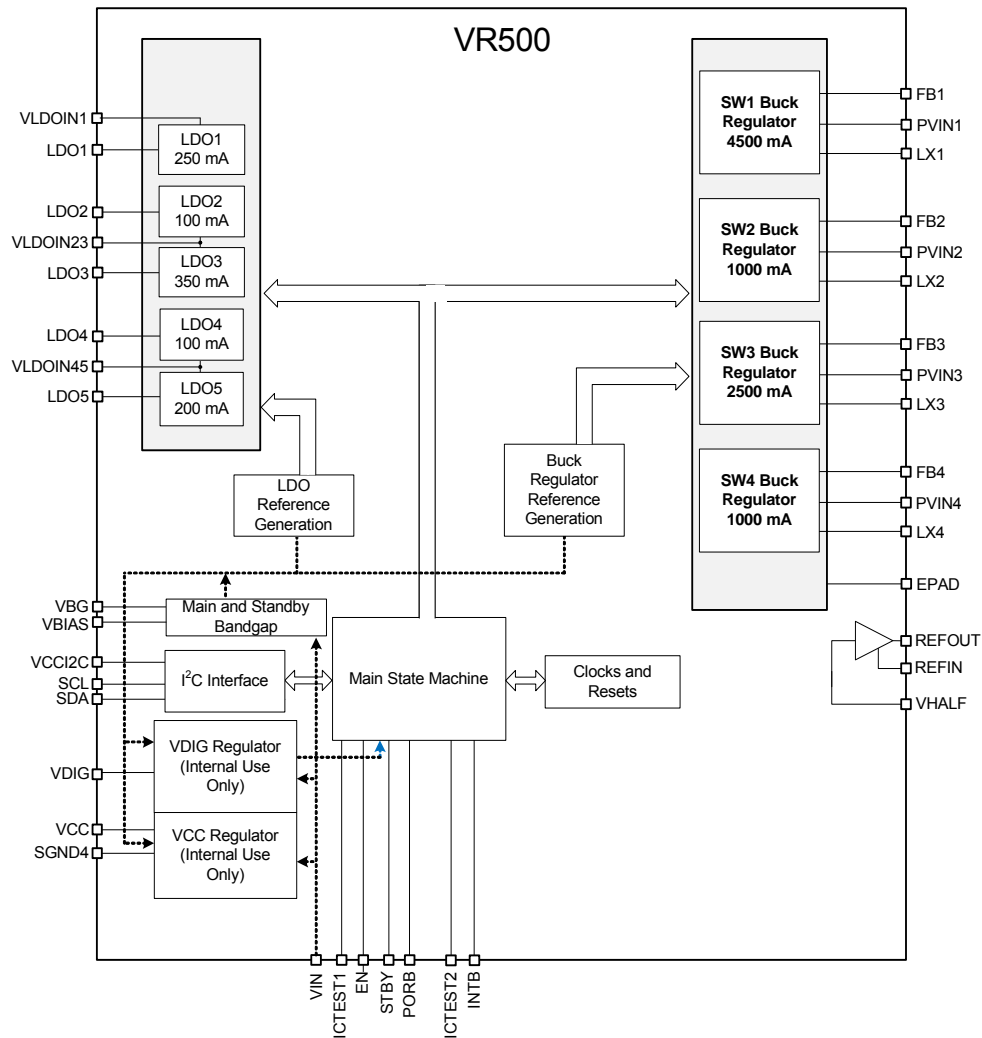 VR500
VLDOIN1
LDO1
LDO2
VLDOIN23
LDO3
LDO4
VLDOIN45
LDO5
LDO1
250 mA
LDO2
100 mA
LDO3
350 mA
LDO4
100 mA
LDO5
200 mA
SW1 Buck
Regulator
4500 mA
SW2 Buck
Regulator
1000 mA
SW3 Buck
Regulator
2500 mA
SW4 Buck
Regulator
1000 mA
FB1
PVIN1
LX1
FB2
PVIN2
LX2
FB3
PVIN3
LX3
FB4
PVIN4
LX4
EPAD
REFOUT
REFIN
VHALF
LDO
Reference
Generation
Buck
Regulator
Reference
Generation
VBG
VBIAS
VCCI2C
SCL
SDA
VDIG
VCC
SGND4
Main and Standby
Bandgap
I²C Interface
Main State Machine
Clocks and
Resets
VDIG Regulator
(Internal Use
Only)
VCC Regulator
(Internal Use
Only)
VIN
ICTEST1
EN
STBY
PORB
ICTEST2
INTB